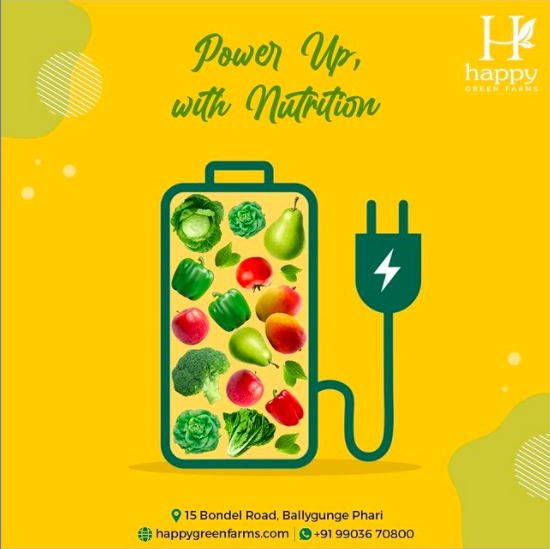 Power Up,
with Nutrition
H
happy
GREEN FARMS
15 Bondel Road, Ballygunge Phari
happygreenfarms.com | +91 99036 70800